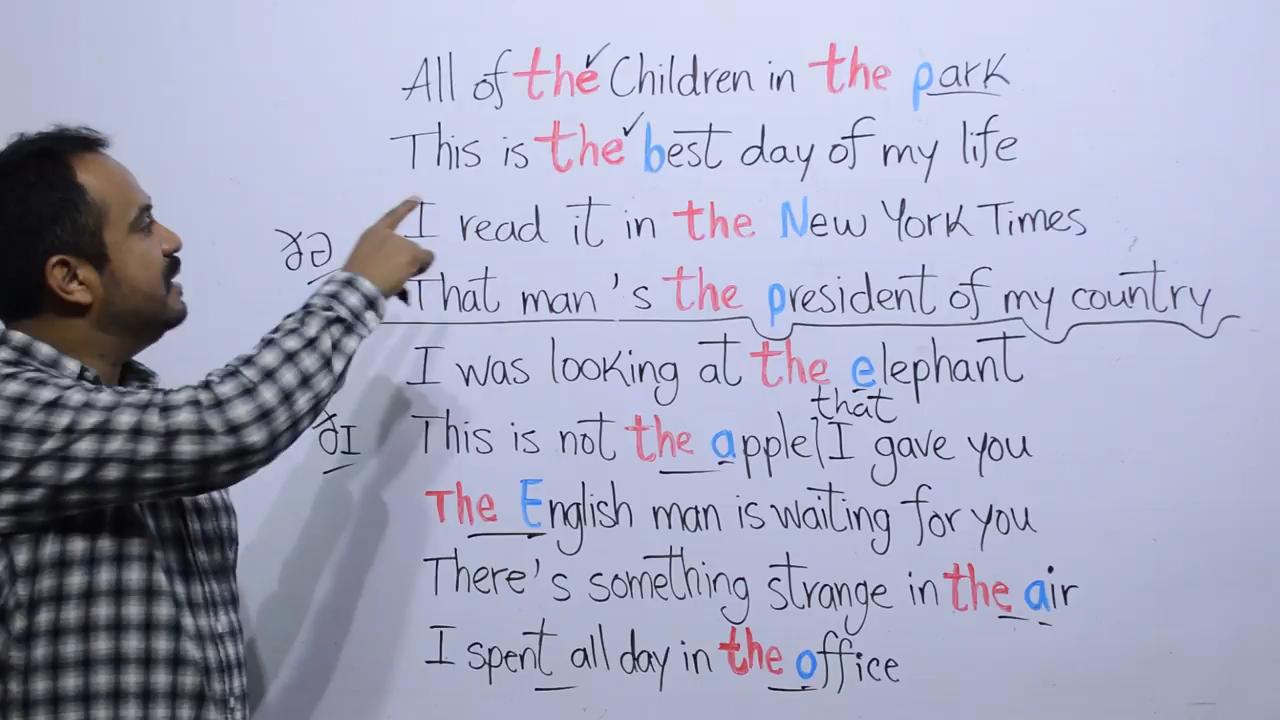 All of the Children in the park
This is the best day of my life
I read it in the New York Times
ðə
That man's the president of my country
I was looking at the elephant
that
ðI
This is not the apple I gave you
The English man is waiting for you
There's something strange in the air
I spent all day in the office